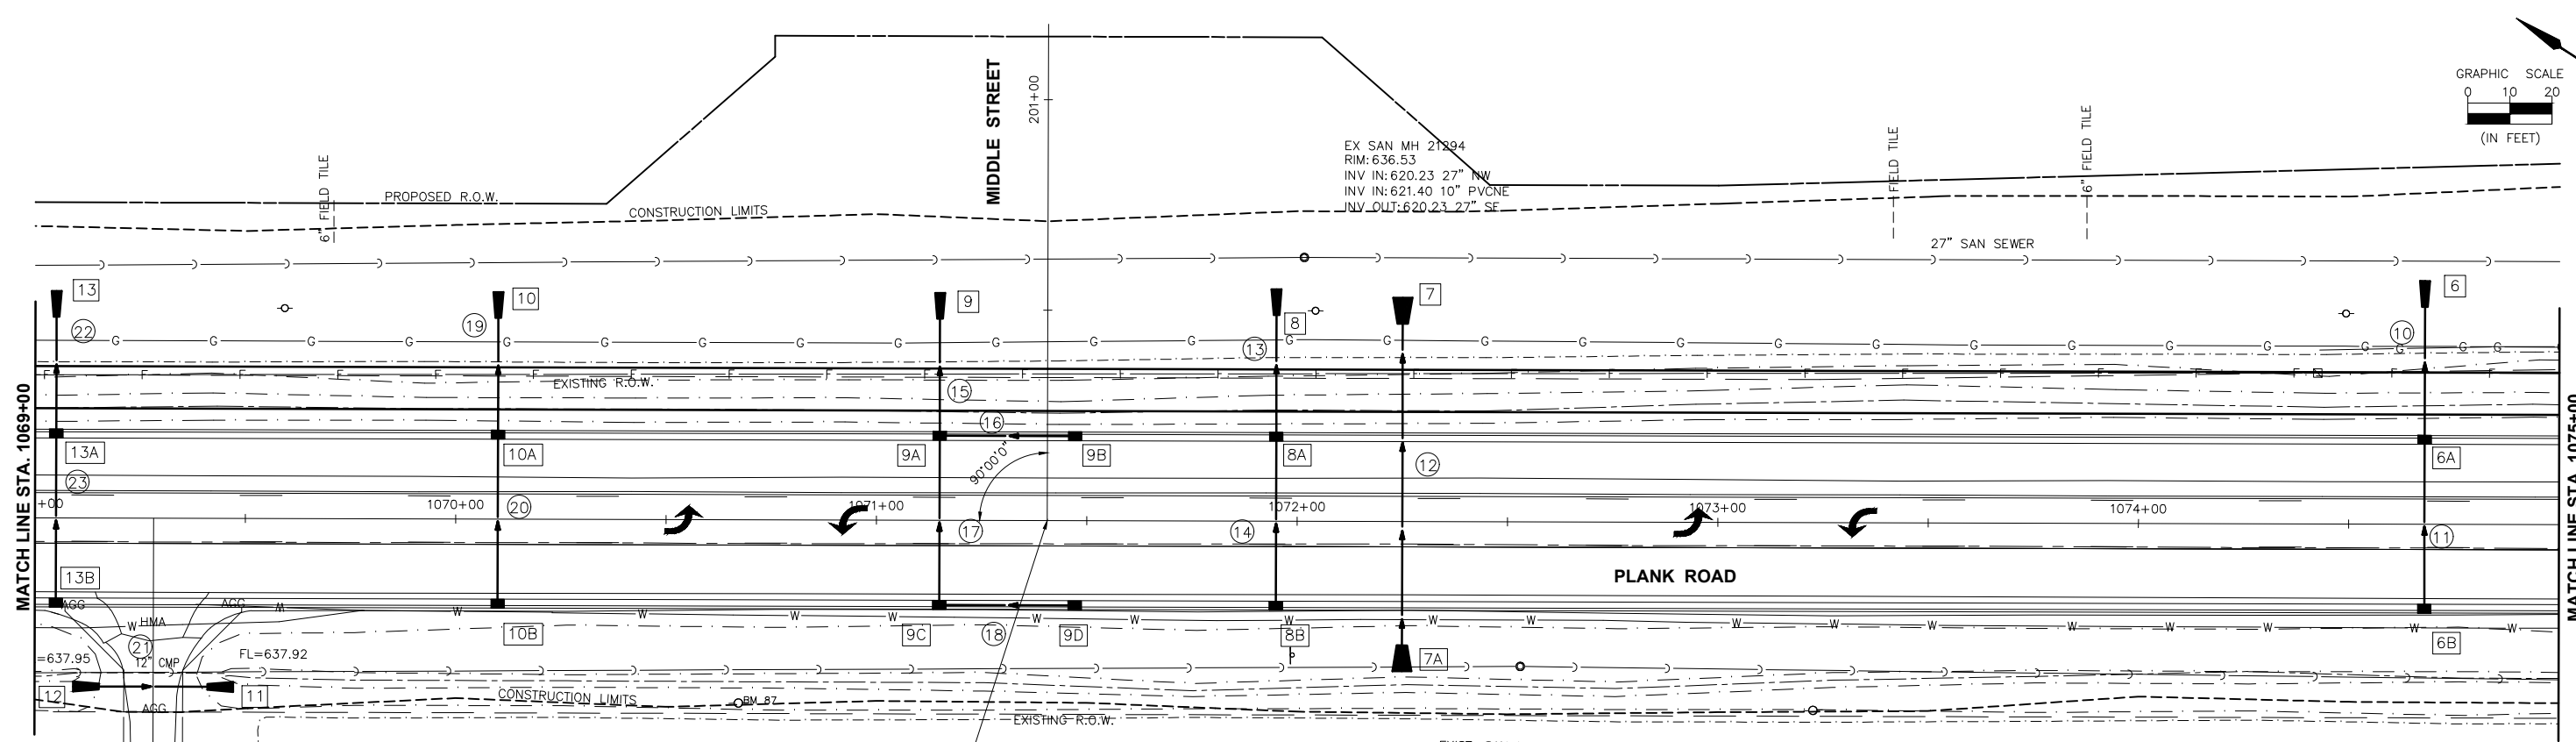 GRAPHIC SCALE
0 10 20
(IN FEET)
MIDDLE STREET
201+00
EX SAN MH 21294
RIM: 636.53
INV IN: 620.23 27" NW
INV IN: 621.40 10" PVCNE
INV OUT: 620.23 27" SE
6" FIELD TILE
PROPOSED R.O.W.
CONSTRUCTION LIMITS
FIELD TILE
6" FIELD TILE
27" SAN SEWER
13
10
9
8
7
6
22
19
13
10
G G G G G G G G G G G G G G G G G G G G G G G G G G G
F F F F F F F F F F F F F F F F F F F F F F F F F F
EXISTING R.O.W.
15
16
MATCH LINE STA. 1069+00
MATCH LINE STA. 1075+00
13A
10A
9A
90°00'0"
9B
8A
12
6A
23
+00
1070+00
20
1071+00
1072+00
1073+00
1074+00
17
14
11
PLANK ROAD
13B
AGG
AGG
W
HMA
W W W W W W W W W W W W W W W W W W W
10B
9C
18
9D
8B
6B
21
=637.95
12" CMP
FL=637.92
7A
12
11
CONSTRUCTION LIMITS
BM 87
AGG
EXISTING R.O.W.